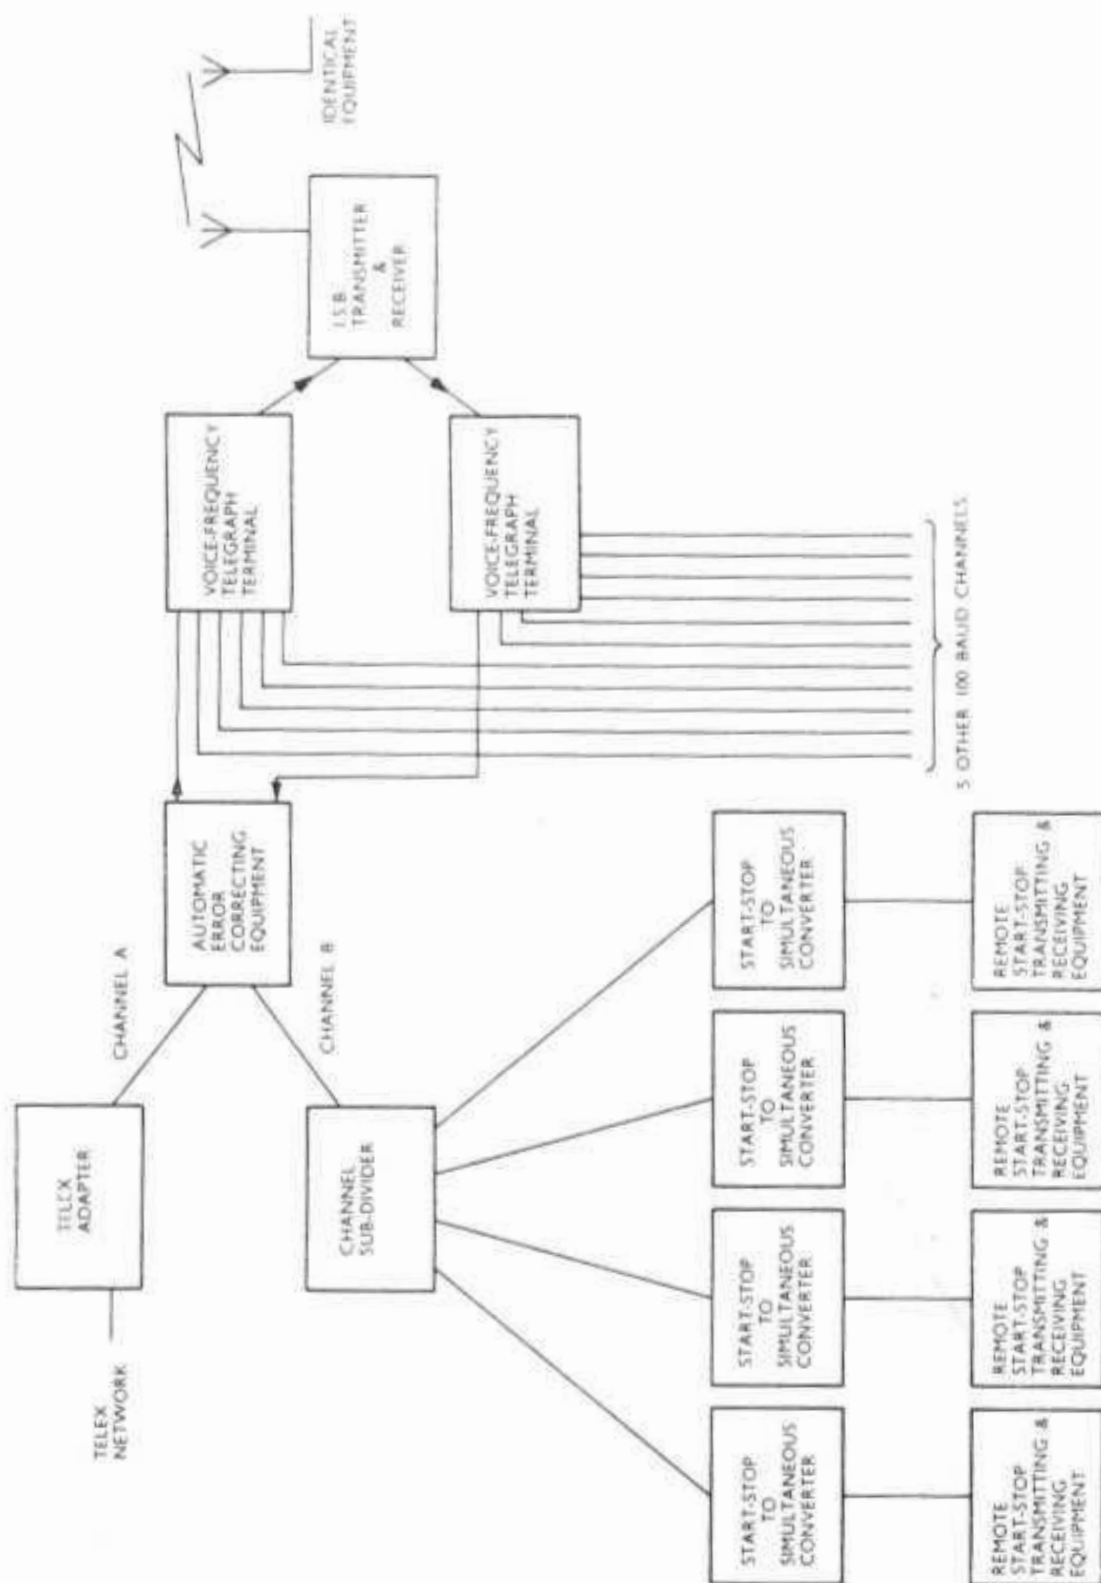 TELEX
NETWORK
TELEX
ADAPTER
CHANNEL A
CHANNEL
SUB-DIVIDER
CHANNEL B
AUTOMATIC
ERROR
CORRECTING
EQUIPMENT
VOICE-FREQUENCY
TELEGRAPH
TERMINAL
VOICE-FREQUENCY
TELEGRAPH
TERMINAL
I.S.B.
TRANSMITTER
&
RECEIVER
IDENTICAL
EQUIPMENT
5 OTHER 100 BAUD CHANNELS
START-STOP
TO
SIMULTANEOUS
CONVERTER
START-STOP
TO
SIMULTANEOUS
CONVERTER
START-STOP
TO
SIMULTANEOUS
CONVERTER
START-STOP
TO
SIMULTANEOUS
CONVERTER
REMOTE
START-STOP
TRANSMITTING &
RECEIVING
EQUIPMENT
REMOTE
START-STOP
TRANSMITTING &
RECEIVING
EQUIPMENT
REMOTE
START-STOP
TRANSMITTING &
RECEIVING
EQUIPMENT
REMOTE
START-STOP
TRANSMITTING &
RECEIVING
EQUIPMENT